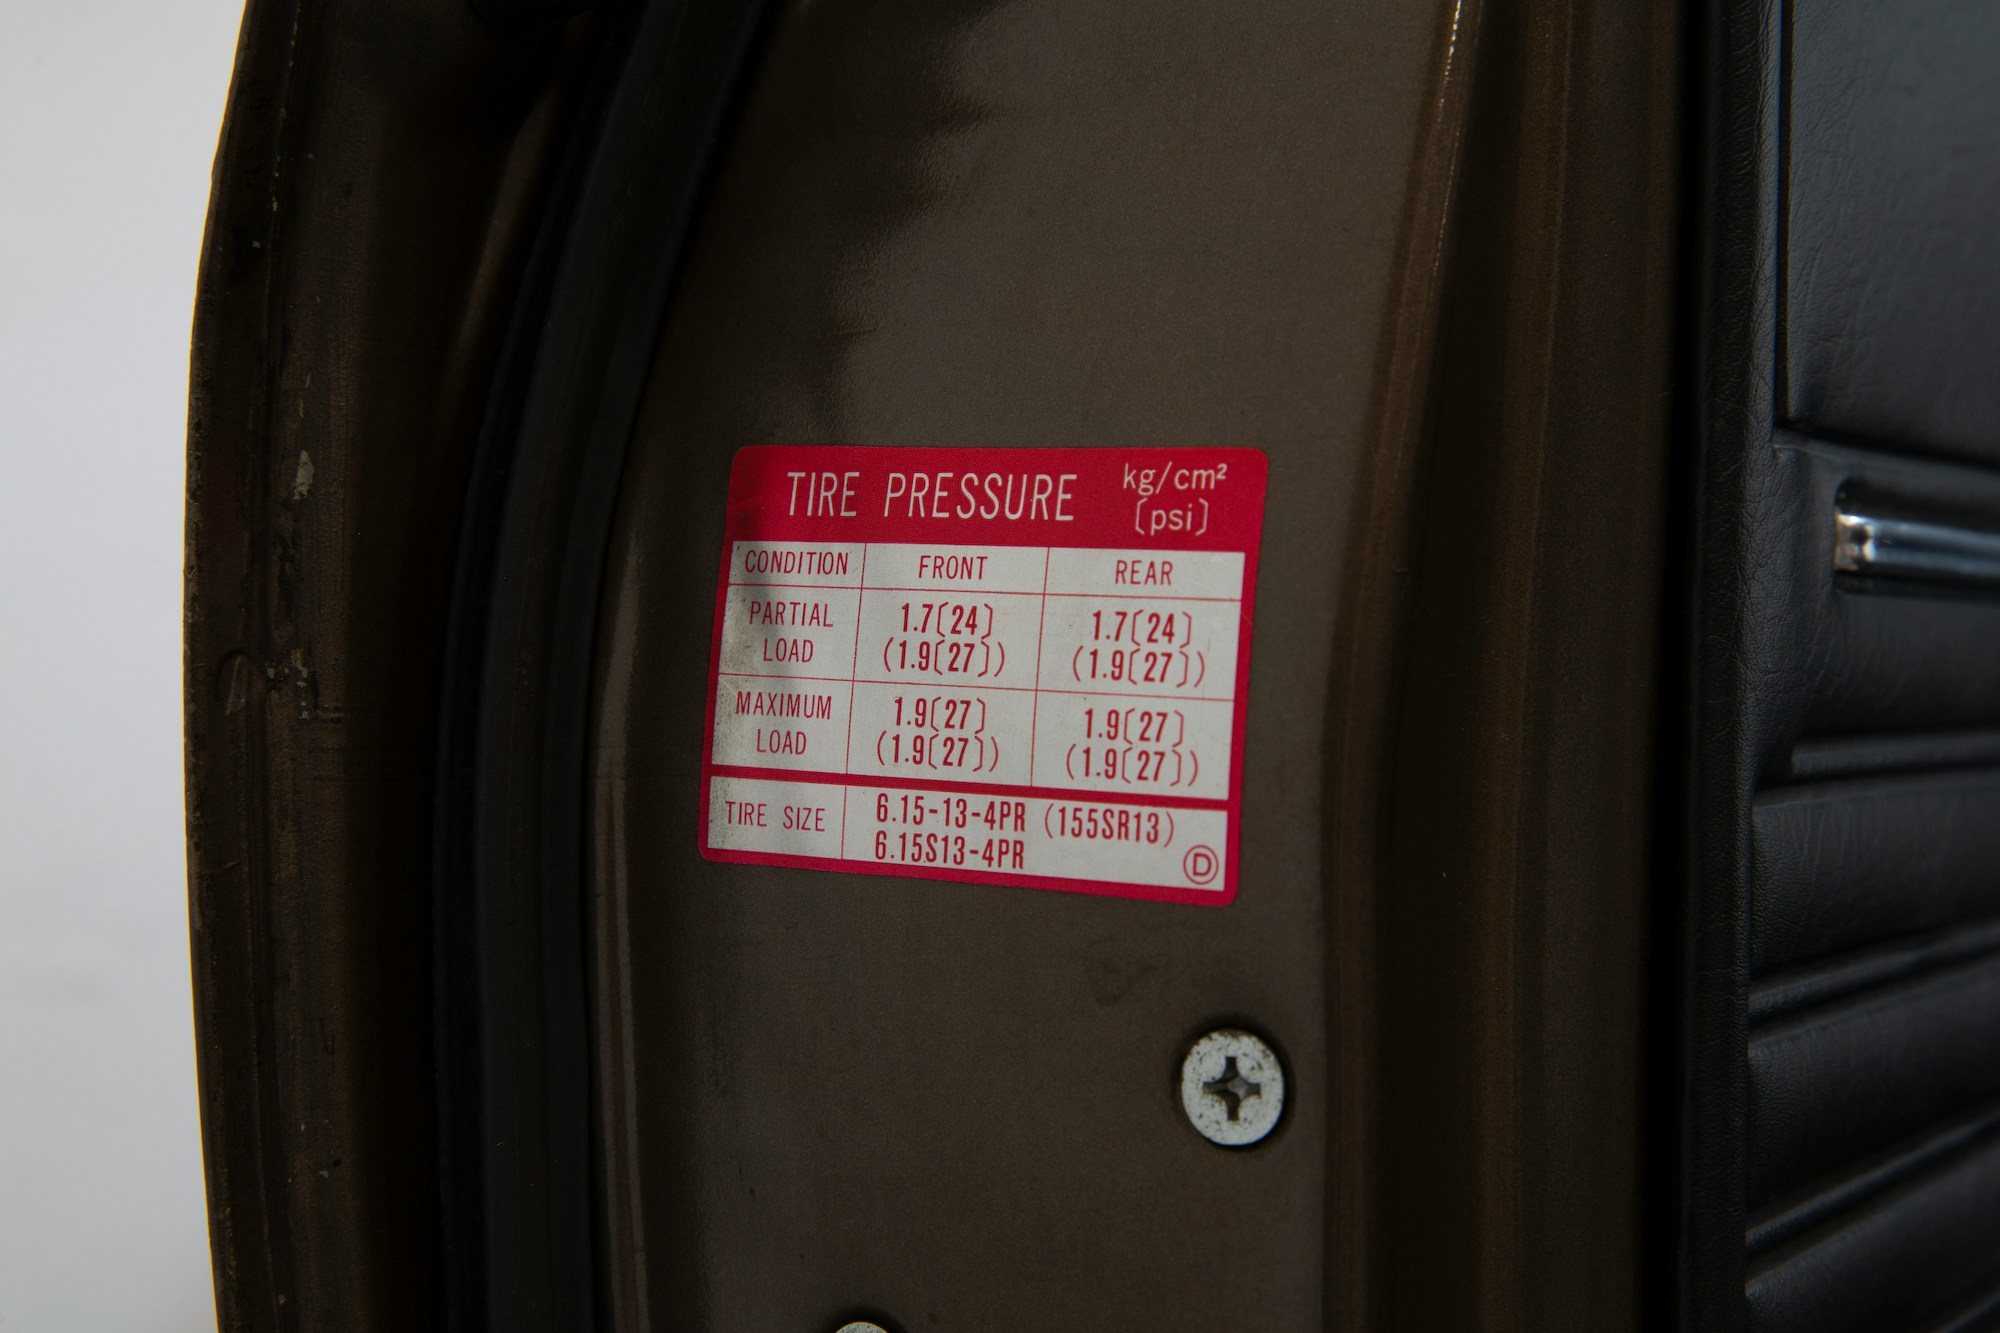 TIRE PRESSURE kg/cm²
[psi]
CONDITION FRONT REAR
PARTIAL LOAD 1.7[24] 1.7[24]
(1.9[27]) (1.9[27])
MAXIMUM LOAD 1.9[27] 1.9[27]
(1.9[27]) (1.9[27])
TIRE SIZE 6.15-13-4PR (155SR13)
6.15S13-4PR Ⓓ